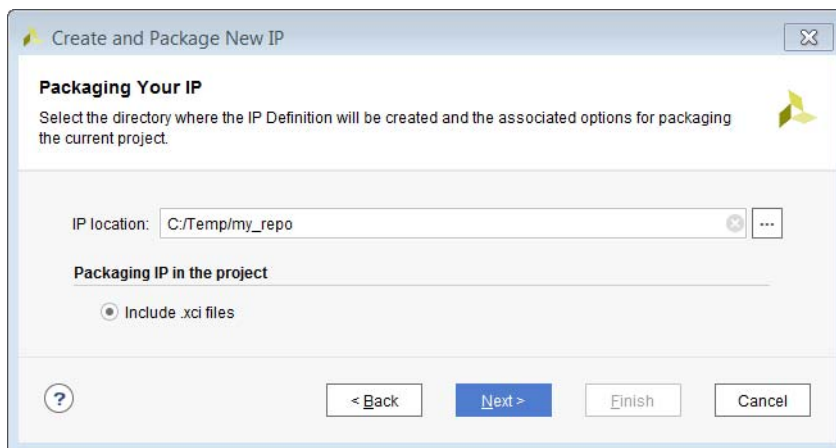 Create and Package New IP
Packaging Your IP
Select the directory where the IP Definition will be created and the associated options for packaging
the current project.
IP location: C:/Temp/my_repo ...
Packaging IP in the project
Include .xci files
? < Back Next > Finish Cancel